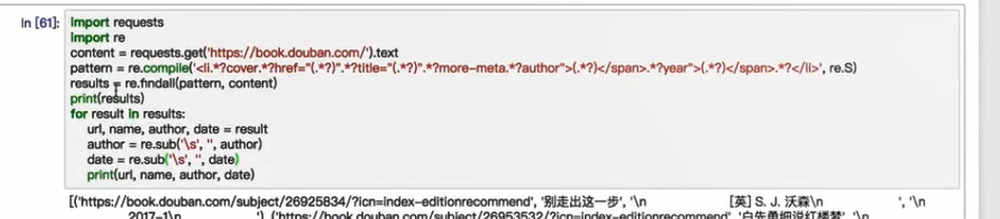 In [61]: import requests
import re
content = requests.get('https://book.douban.com/').text
pattern = re.compile('<li.*?cover.*?href="(.*?)".*?title="(.*?)".*?more-meta.*?author">(.*?)</span>.*?year">(.*?)</span>.*?</li>', re.S)
results = re.findall(pattern, content)
print(results)
for result in results:
    url, name, author, date = result
    author = re.sub('\s', '', author)
    date = re.sub('\s', '', date)
    print(url, name, author, date)
[('https://book.douban.com/subject/26925834/?icn=index-editionrecommend', '别走出这一步', '\n [英] S. J. 沃森\n ', '\n
2017-1\n '), ('https://book.douban.com/subject/26953532/?icn=index-editionrecommend', '白先勇细说红楼梦', '\n